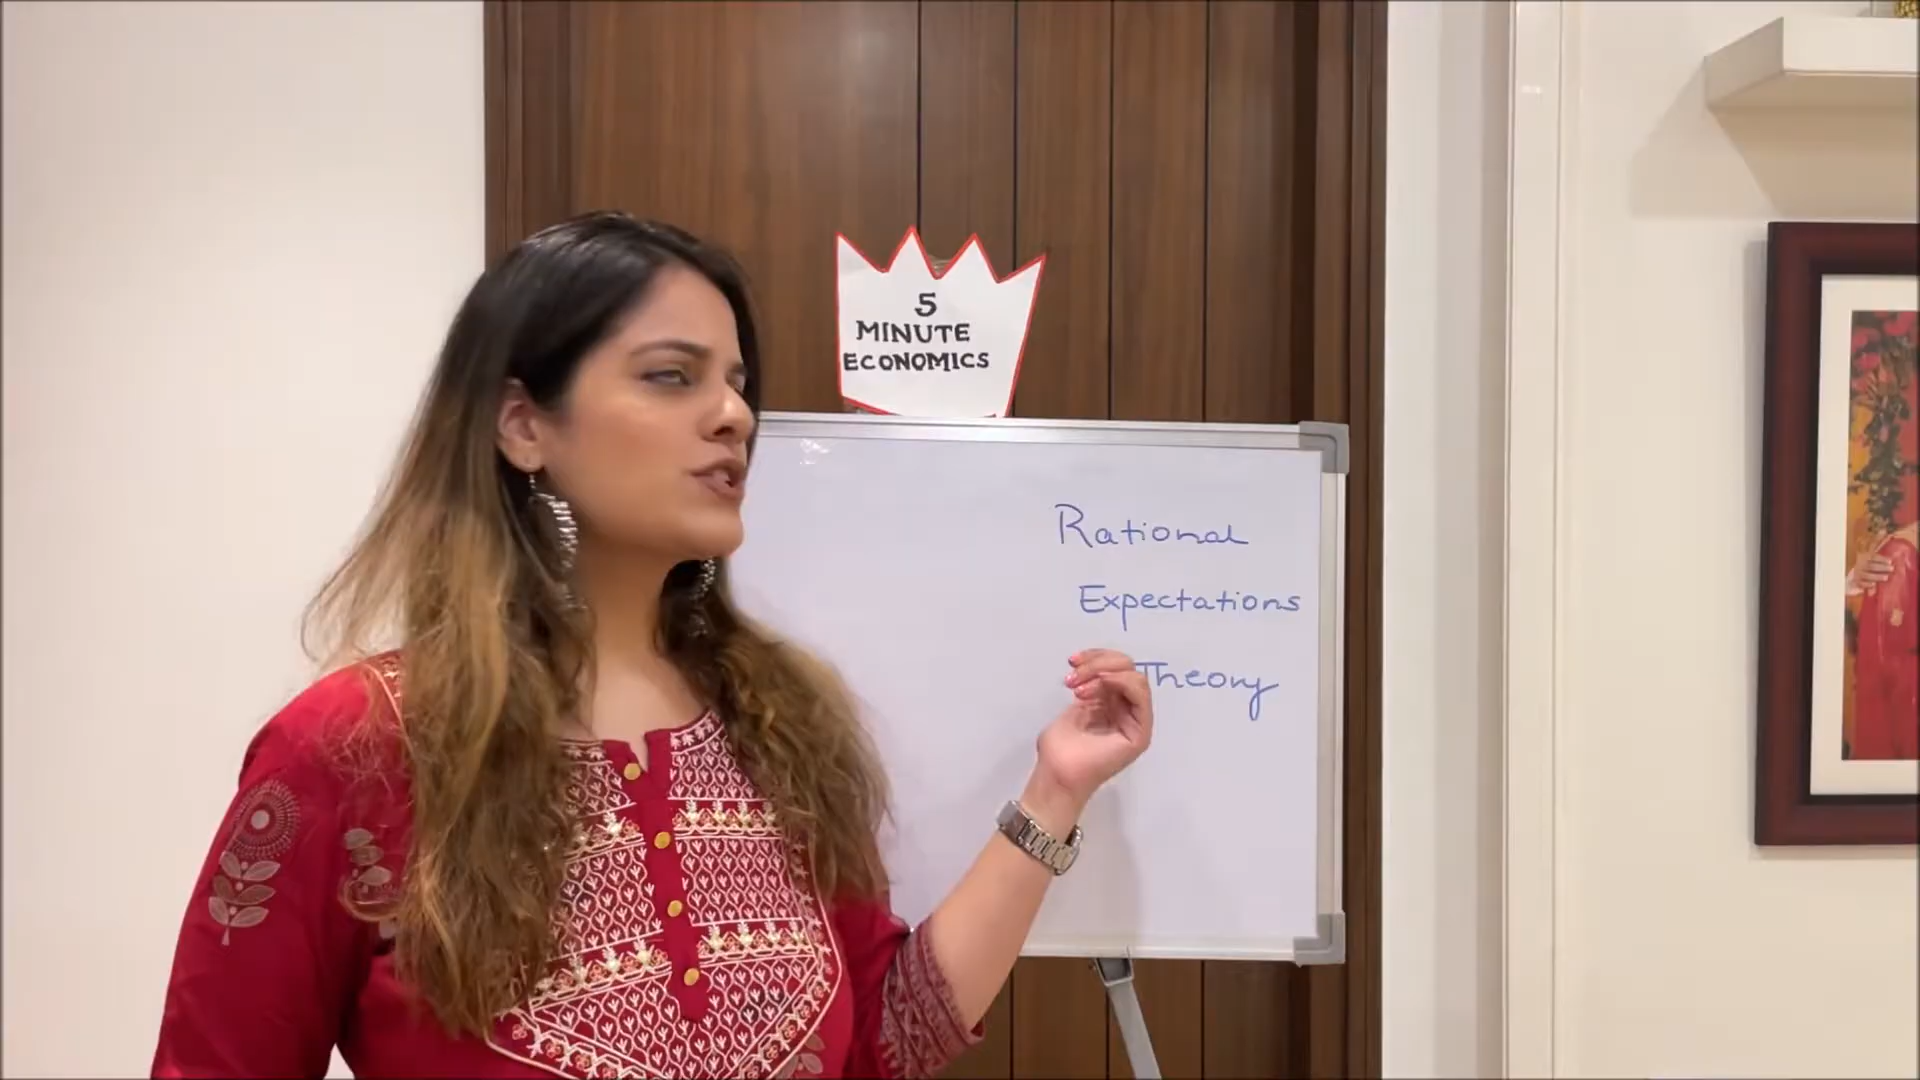 5
MINUTE
ECONOMICS
Rational
Expectations
Theory